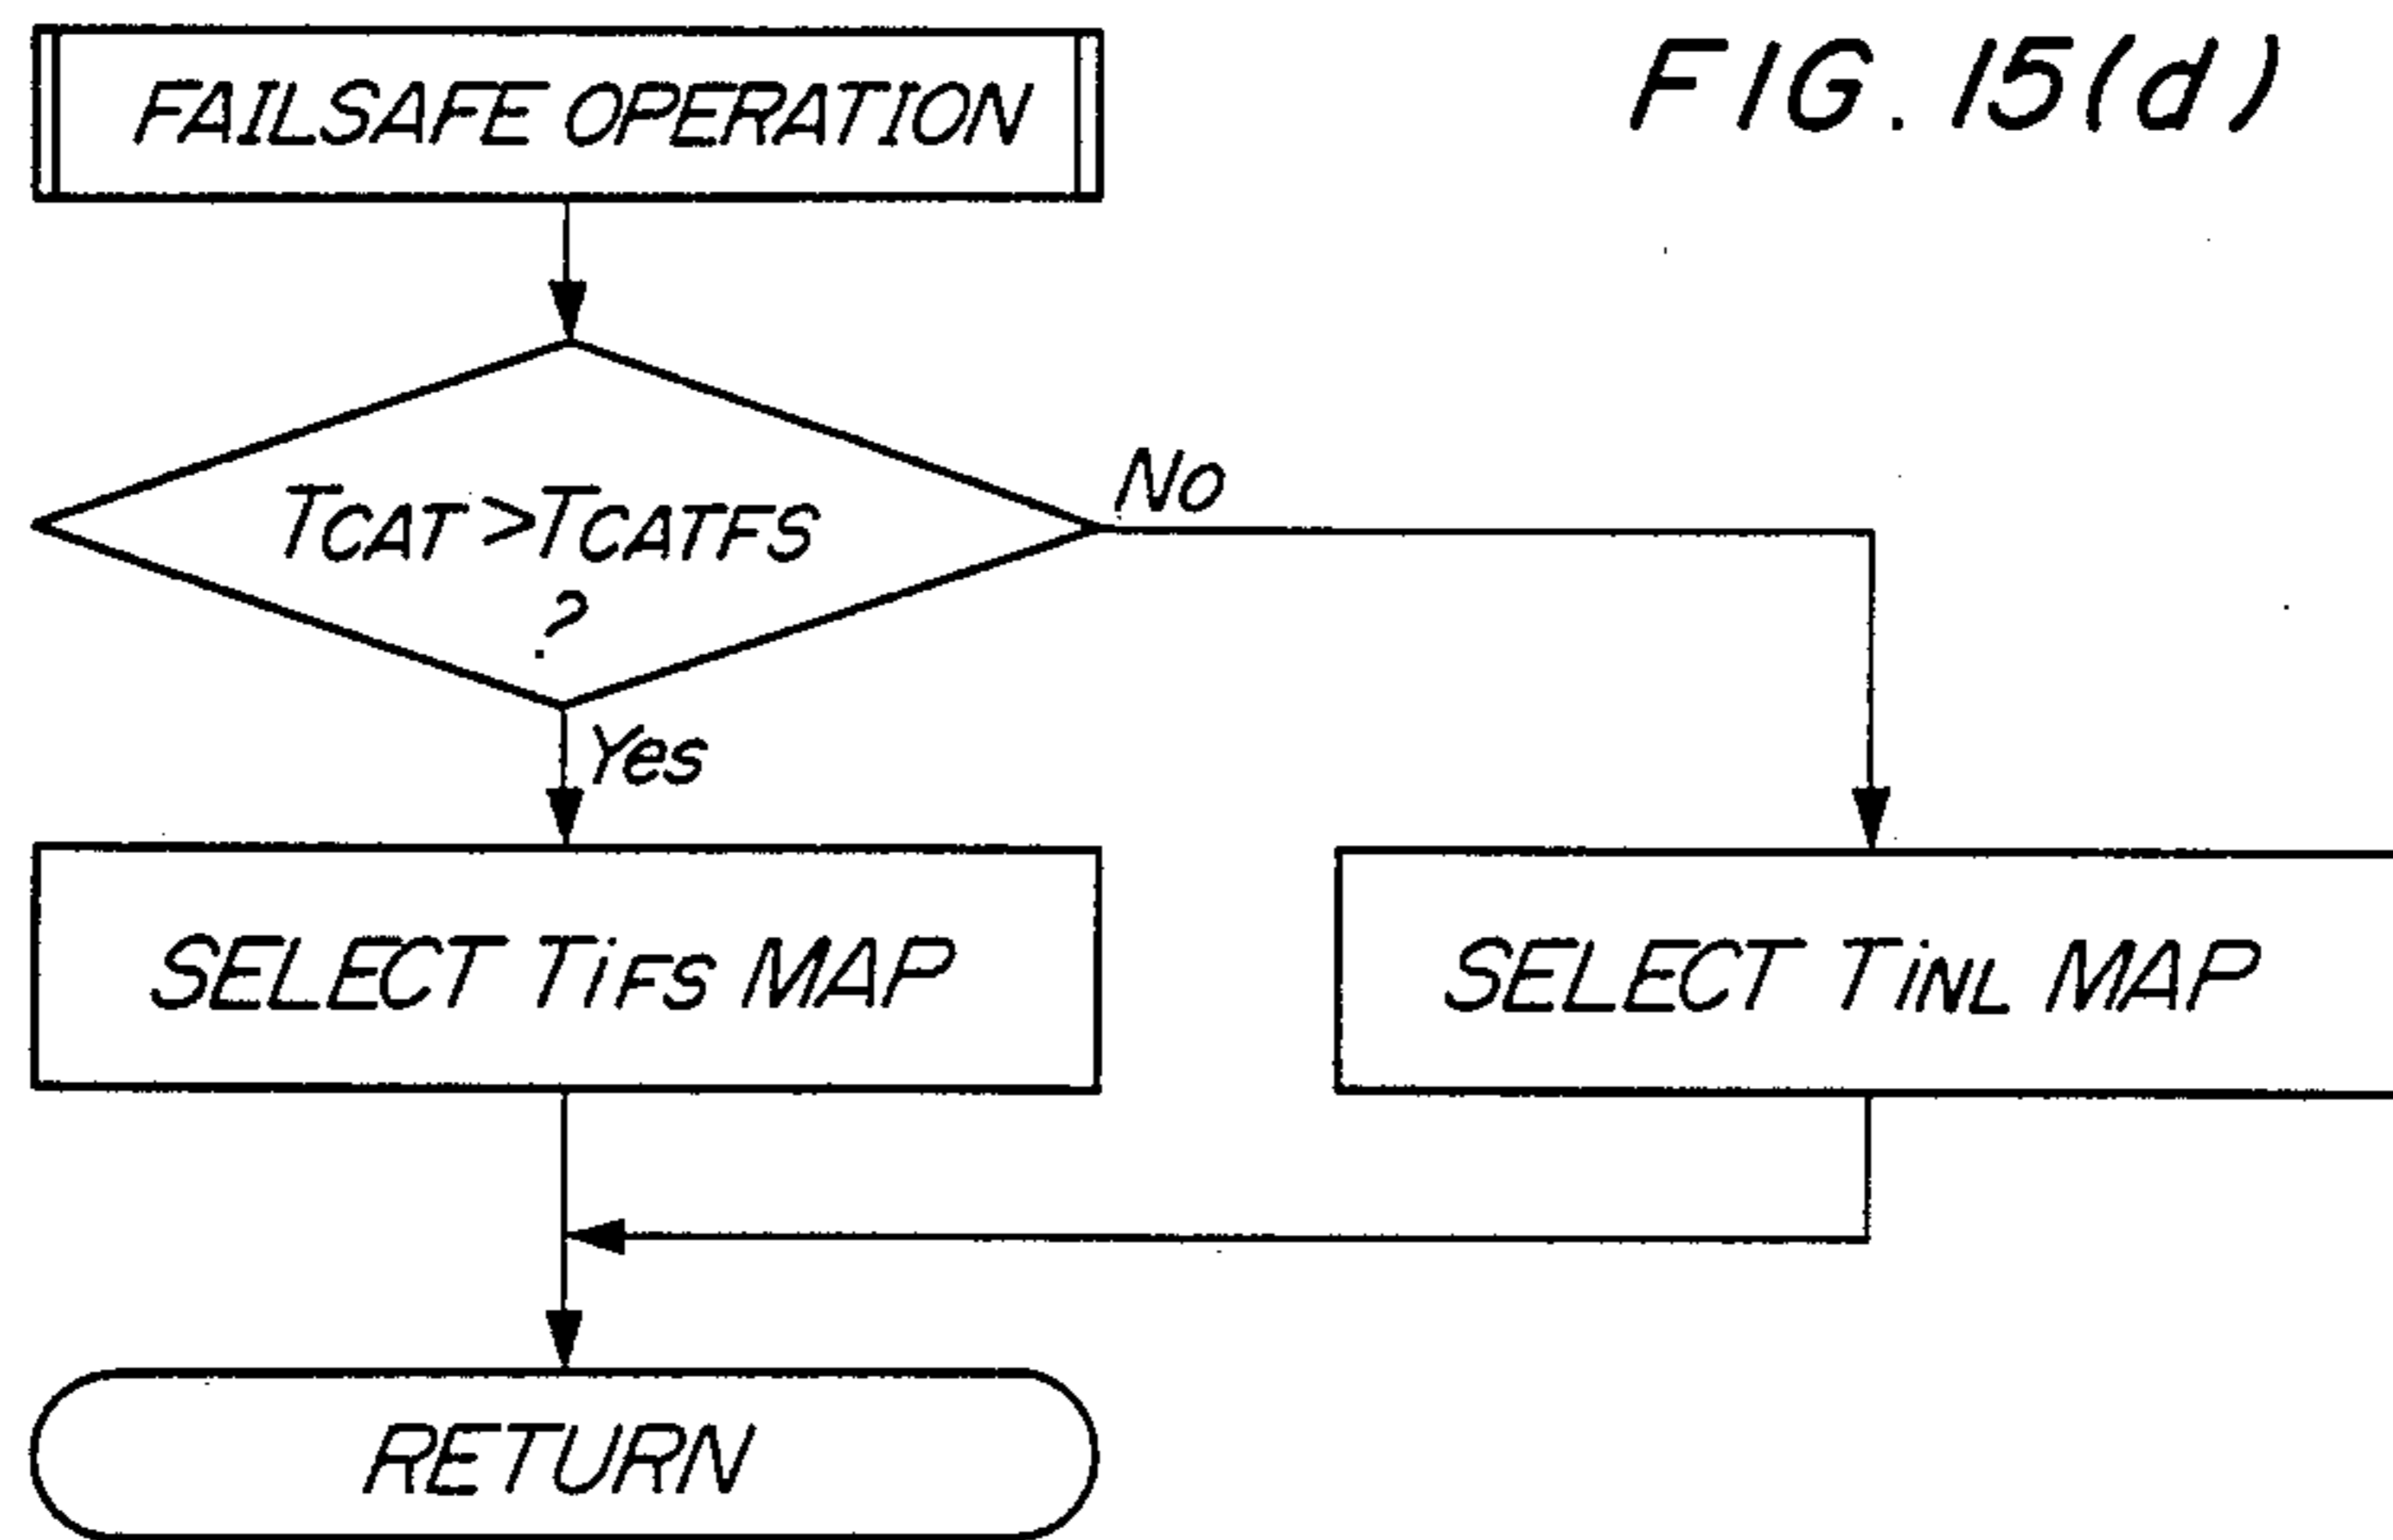 FAILSAFE OPERATION
FIG. 15(d)
TCAT>TCATFS
?
No
Yes
SELECT TiFS MAP
SELECT TiNL MAP
RETURN